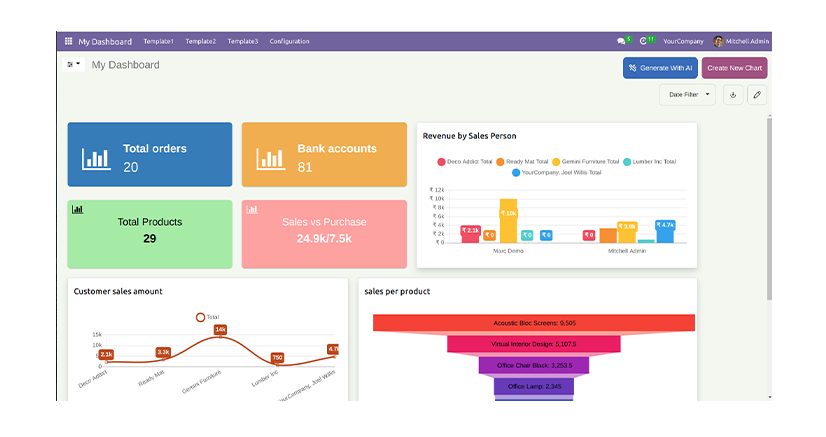 My Dashboard Template1 Template2 Template3 Configuration 5 11 YourCompany Mitchell Admin
My Dashboard
Generate With AI Create New Chart
Date Filter
Total orders
20
Bank accounts
81
Total Products
29
Sales vs Purchase
24.9k/7.5k
Revenue by Sales Person
Deco Addict Total Ready Mat Total Gemini Furniture Total Lumber Inc Total
YourCompany, Joel Willis Total
₹ 12k
₹ 10k
₹ 8k
₹ 6k
₹ 4k
₹ 2k
₹ 0
₹ 2.1k ₹ 0 ₹ 10k ₹ 0 ₹ 0 ₹ 0 ₹ 4.7k
Marc Demo Mitchell Admin
Customer sales amount
Total
15k
10k
5k
0
2.1k 3.3k 14k 750 4.7k
Deco Addict Ready Mat Gemini Furniture Lumber Inc YourCompany, Joel Willis
sales per product
Acoustic Bloc Screens: 9,505
Virtual Interior Design: 5,107.5
Office Chair Black: 3,253.5
Office Lamp: 2,345